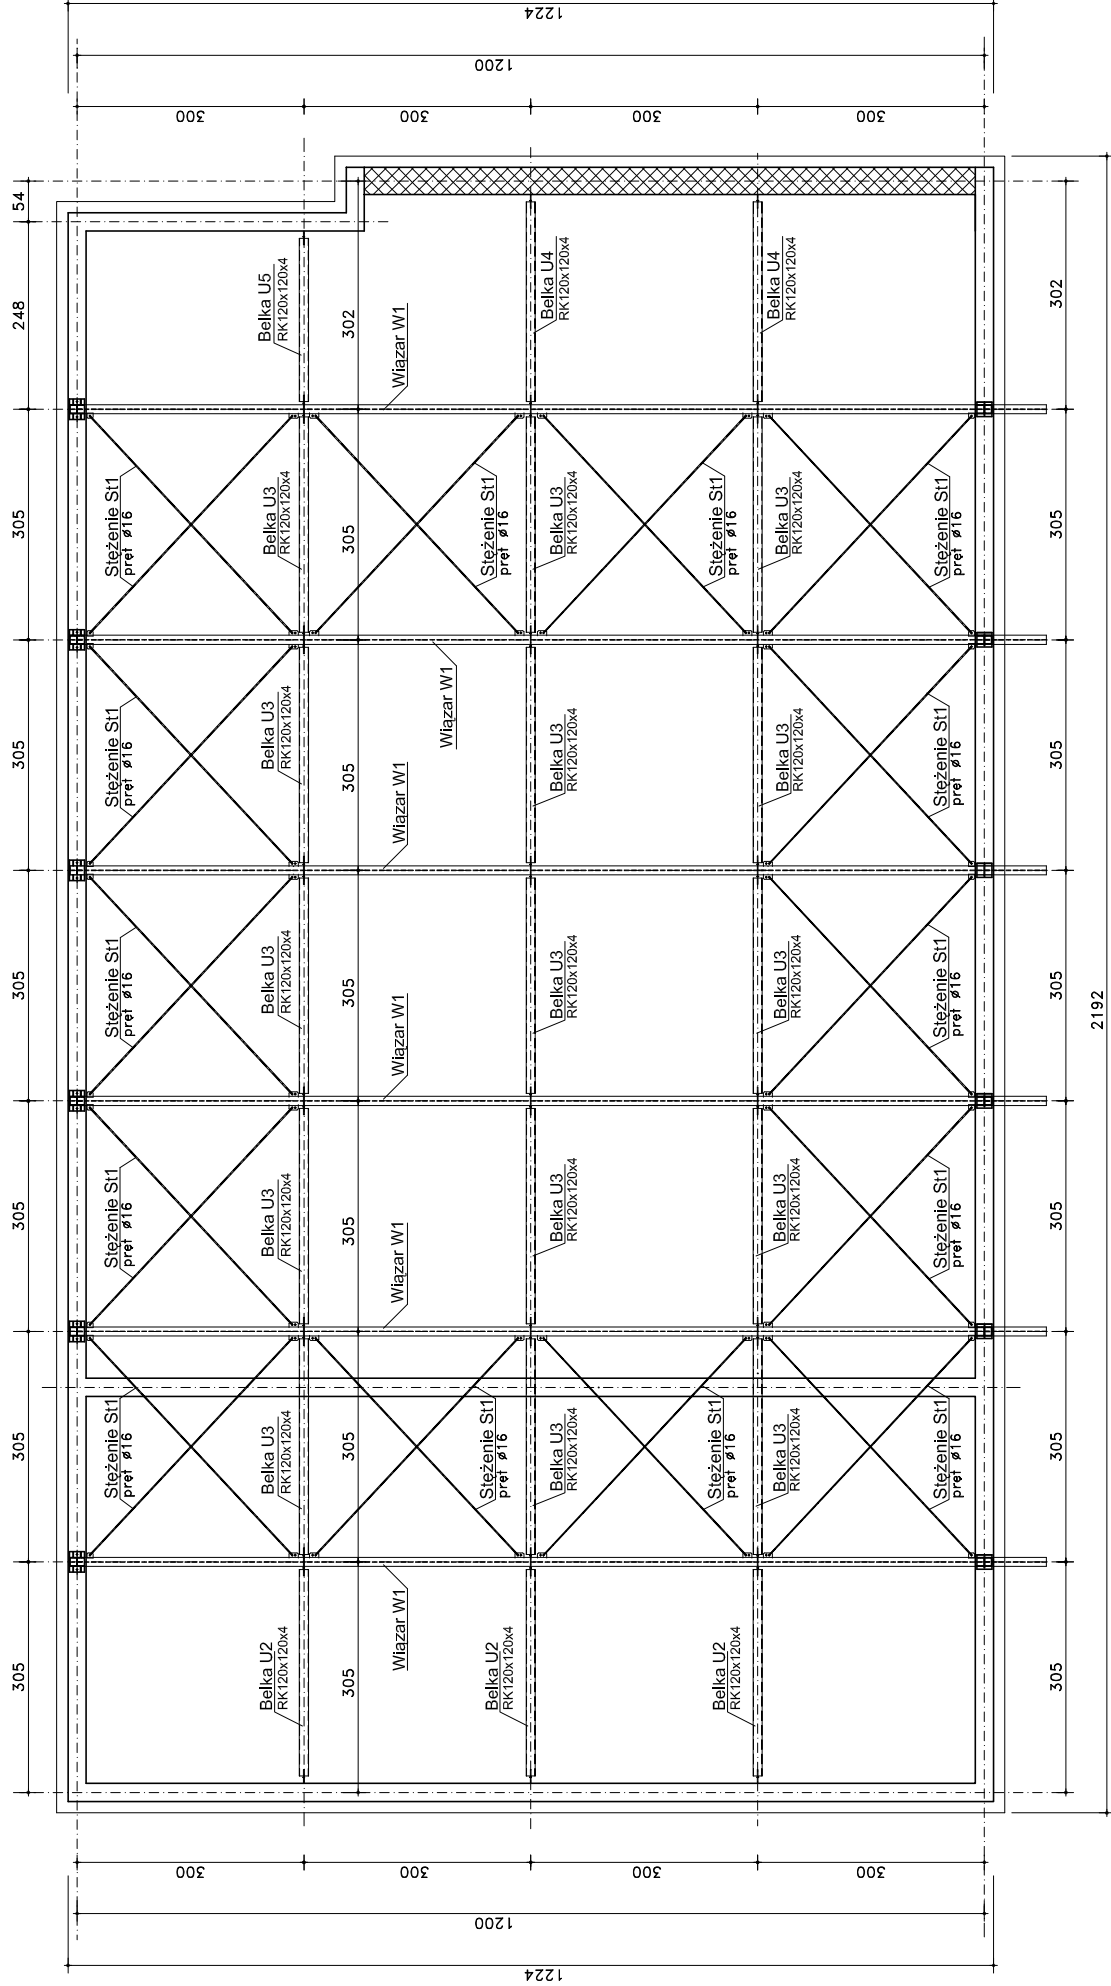 1224
1200
300
300
300
300
54
248
Belka U5
RK120x120x4
302
Wiązar W1
Belka U4
RK120x120x4
Belka U4
RK120x120x4
302
305
Stężenie St1
pręt ø16
Belka U3
RK120x120x4
305
Stężenie St1
pręt ø16
Belka U3
RK120x120x4
Stężenie St1
pręt ø16
Belka U3
RK120x120x4
Stężenie St1
pręt ø16
305
305
Stężenie St1
pręt ø16
Belka U3
RK120x120x4
305
Wiązar W1
Wiązar W1
Belka U3
RK120x120x4
Belka U3
RK120x120x4
Stężenie St1
pręt ø16
305
305
Stężenie St1
pręt ø16
Belka U3
RK120x120x4
305
Wiązar W1
Belka U3
RK120x120x4
Belka U3
RK120x120x4
Stężenie St1
pręt ø16
305
2192
305
Stężenie St1
pręt ø16
Belka U3
RK120x120x4
305
Wiązar W1
Belka U3
RK120x120x4
Belka U3
RK120x120x4
Stężenie St1
pręt ø16
305
305
Stężenie St1
pręt ø16
Belka U3
RK120x120x4
305
Stężenie St1
pręt ø16
Belka U3
RK120x120x4
Stężenie St1
pręt ø16
Belka U3
RK120x120x4
Stężenie St1
pręt ø16
305
305
Belka U2
RK120x120x4
305
Wiązar W1
Belka U2
RK120x120x4
Belka U2
RK120x120x4
305
300
300
300
300
1200
1224